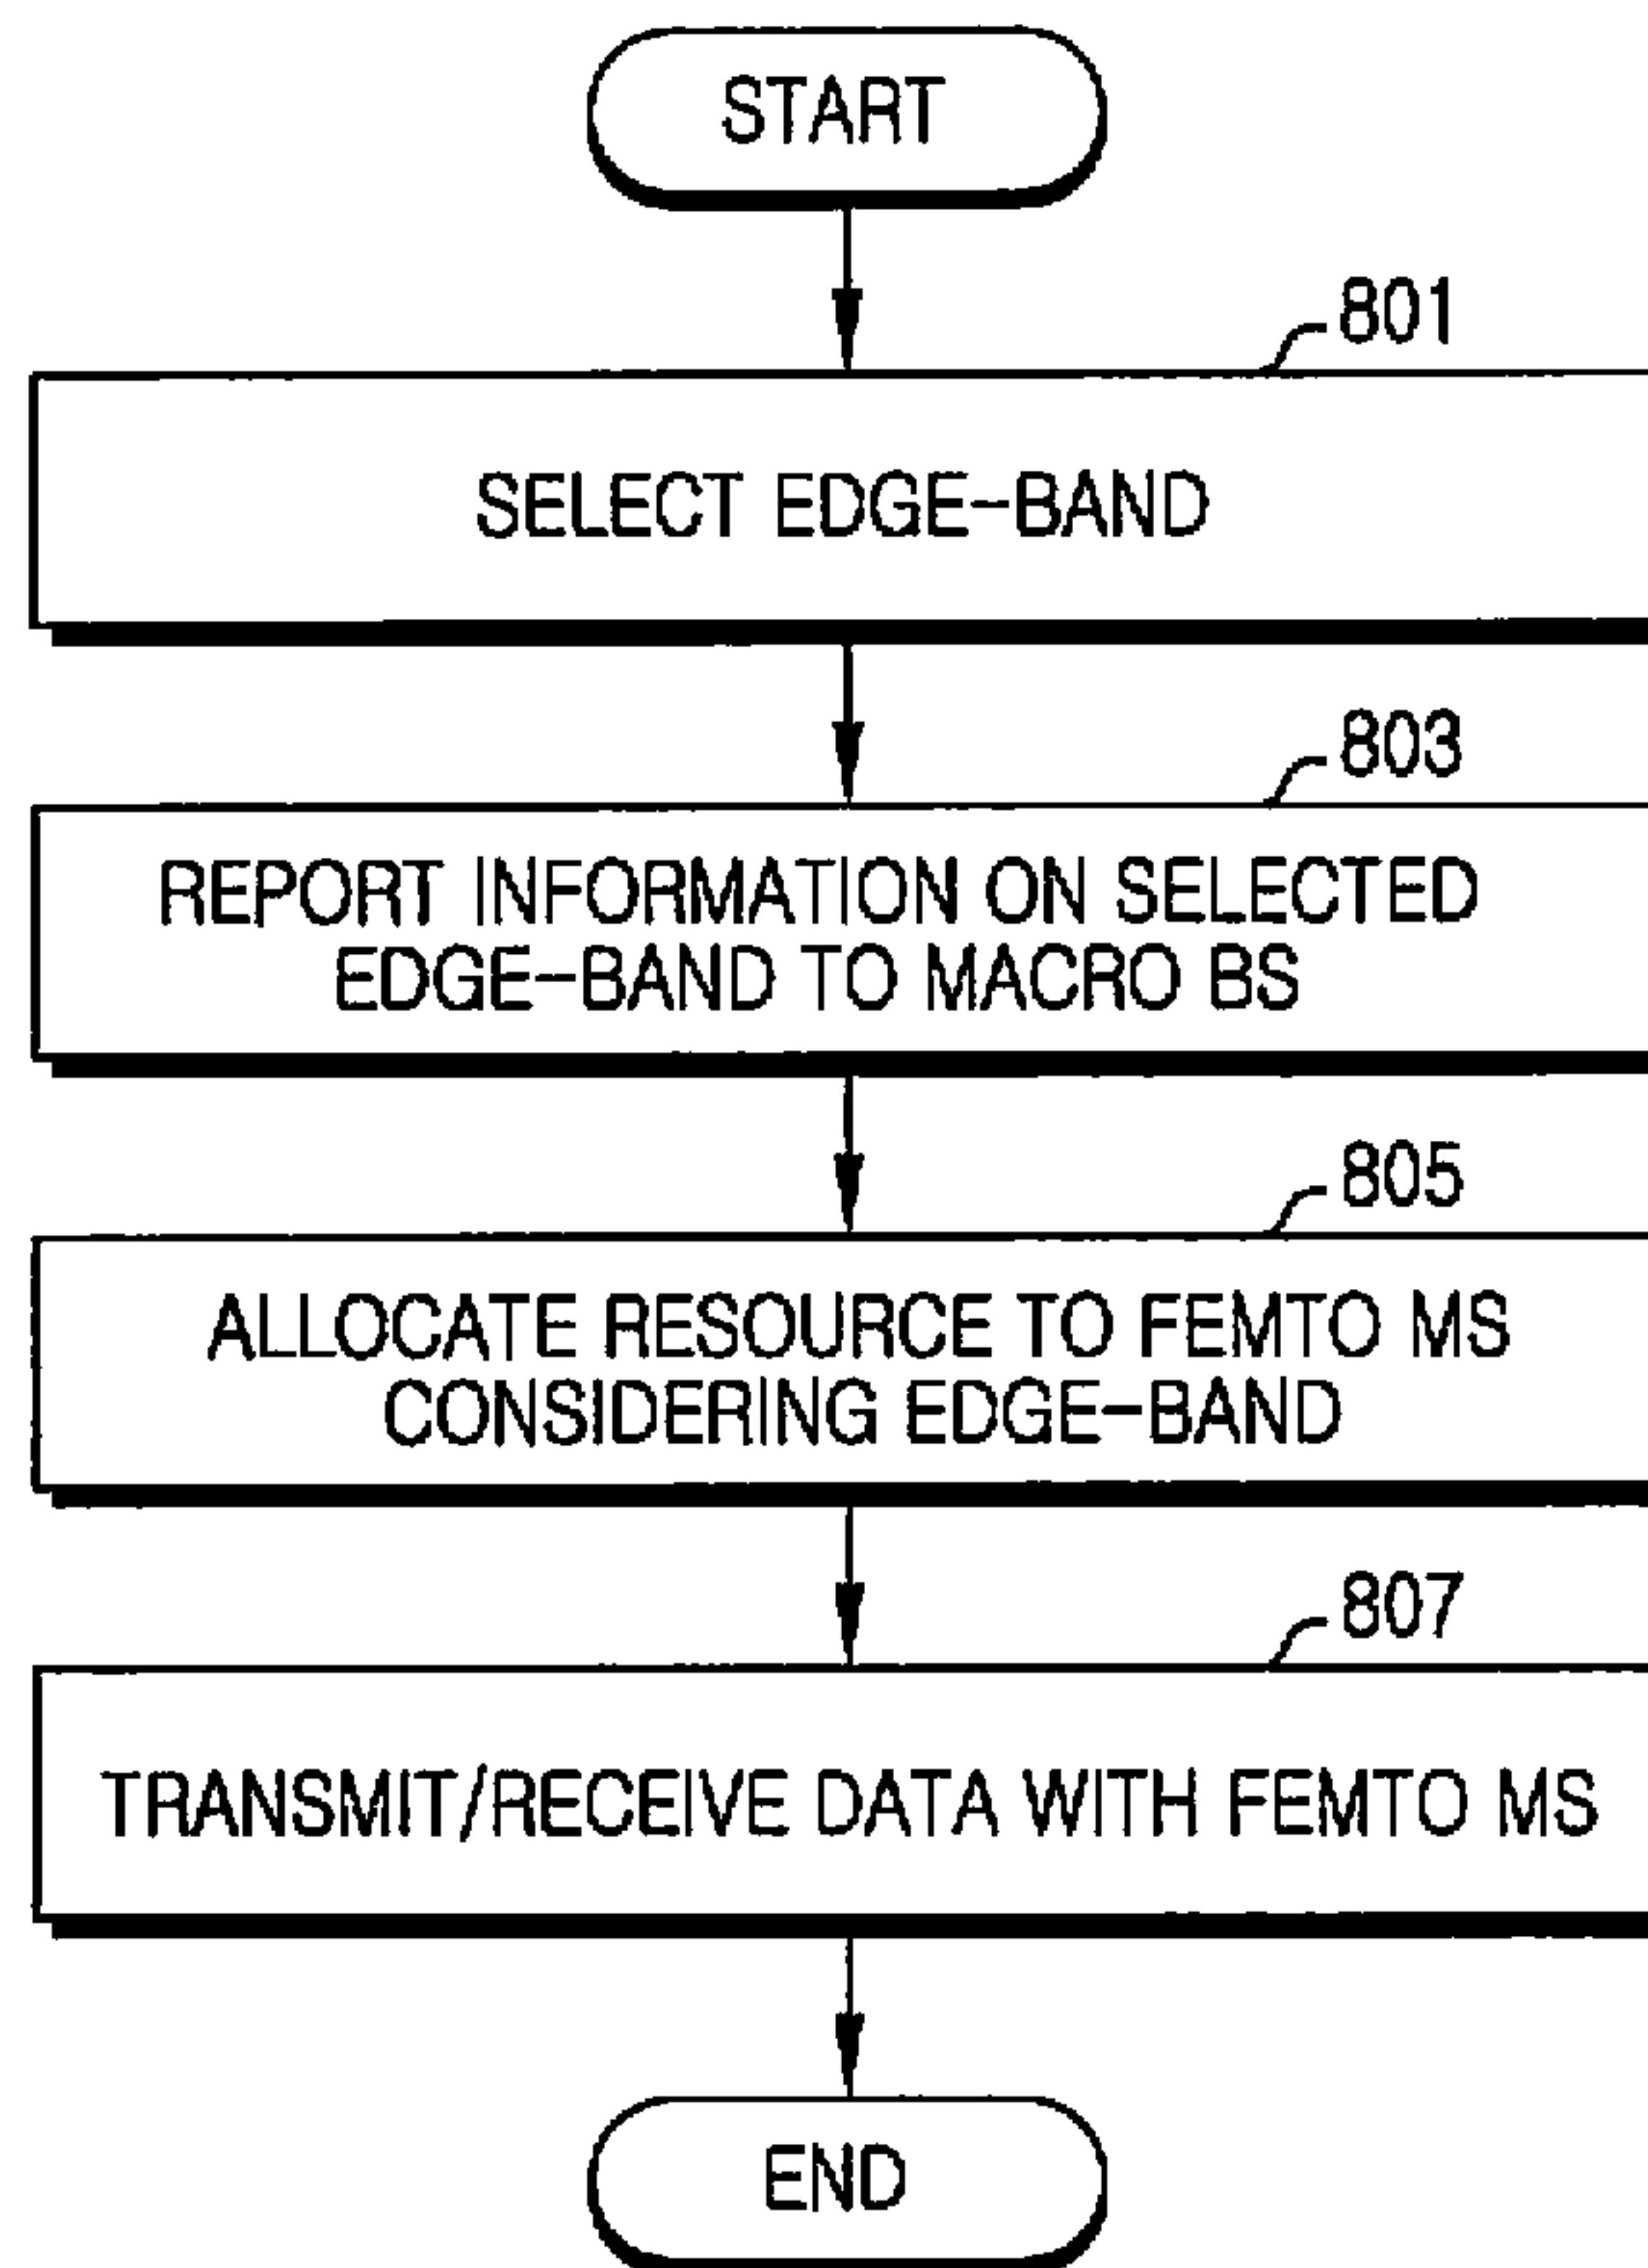 START
801
SELECT EDGE-BAND
803
REPORT INFORMATION ON SELECTED
EDGE-BAND TO MACRO BS
805
ALLOCATE RESOURCE TO FEMTO MS
CONSIDERING EDGE-BAND
807
TRANSMIT/RECEIVE DATA WITH FEMTO MS
END